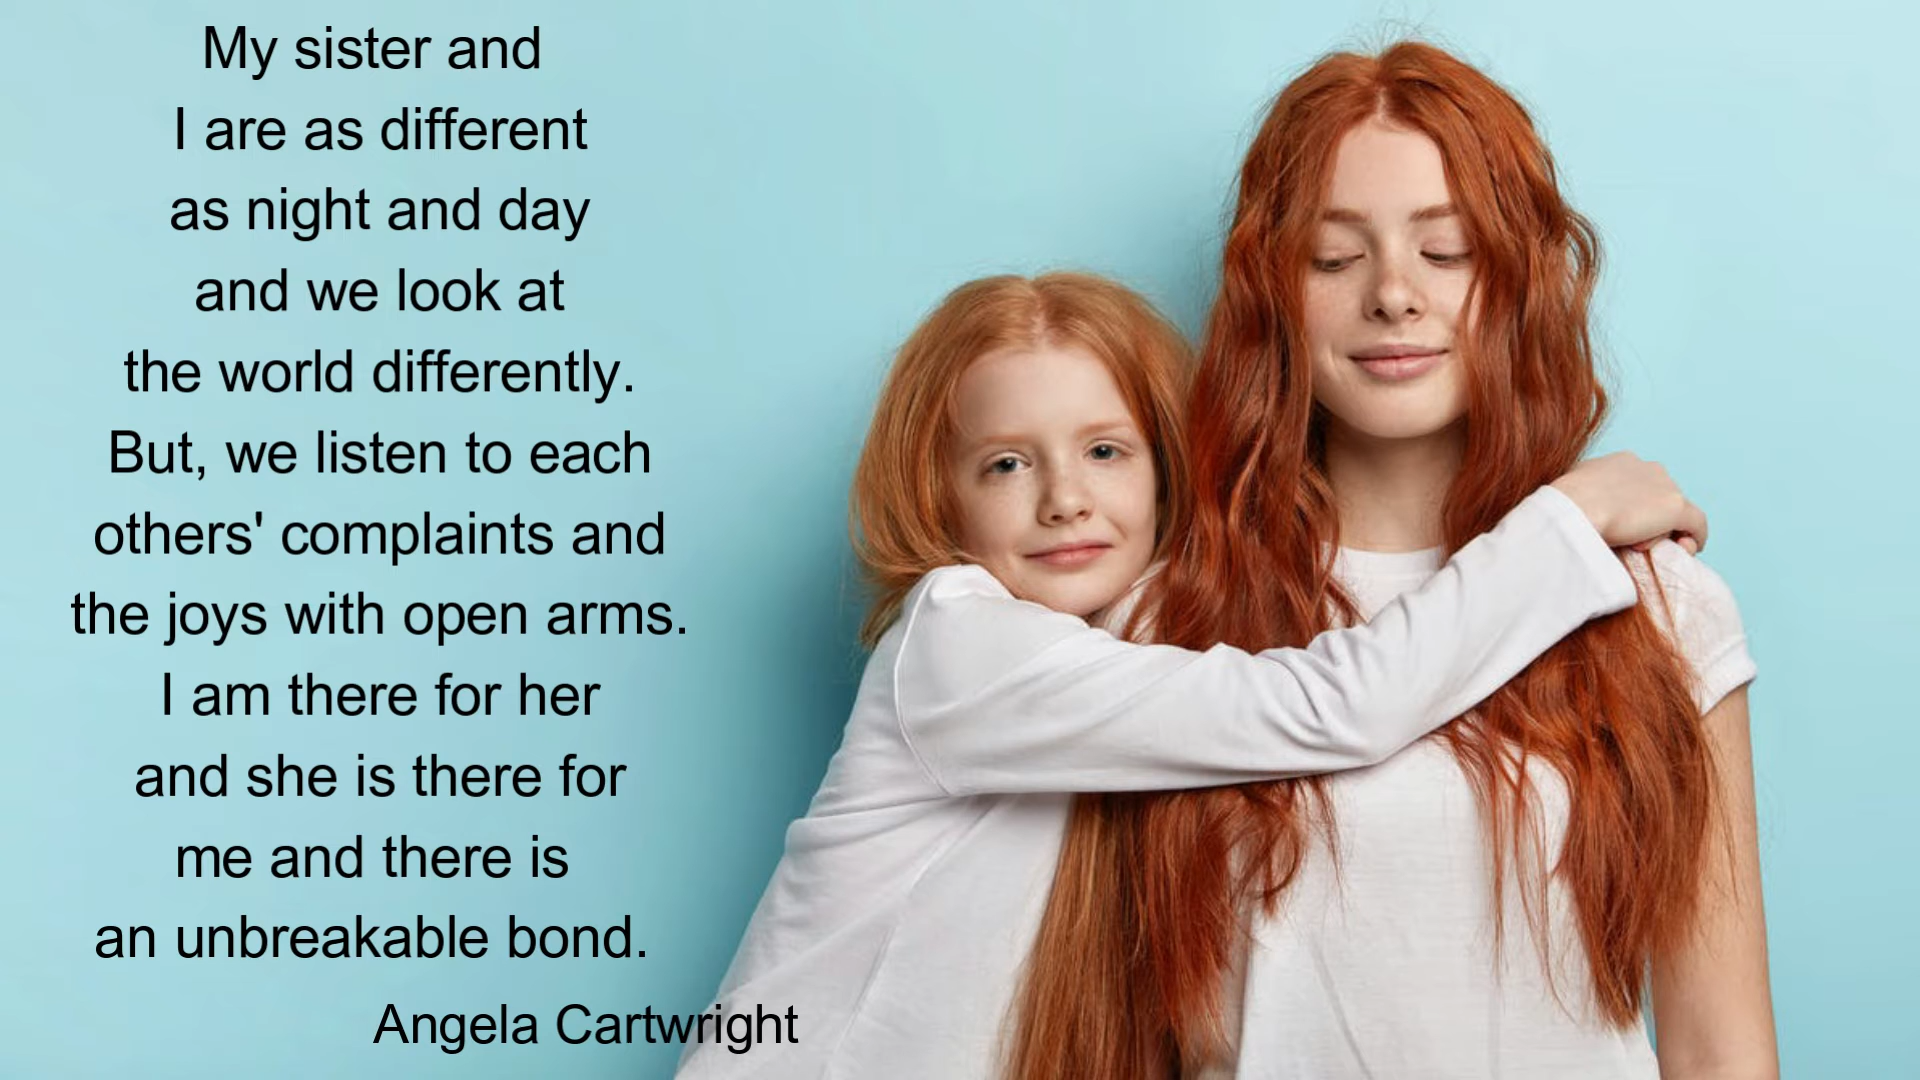 My sister and
I are as different
as night and day
and we look at
the world differently.
But, we listen to each
others' complaints and
the joys with open arms.
I am there for her
and she is there for
me and there is
an unbreakable bond.
Angela Cartwright